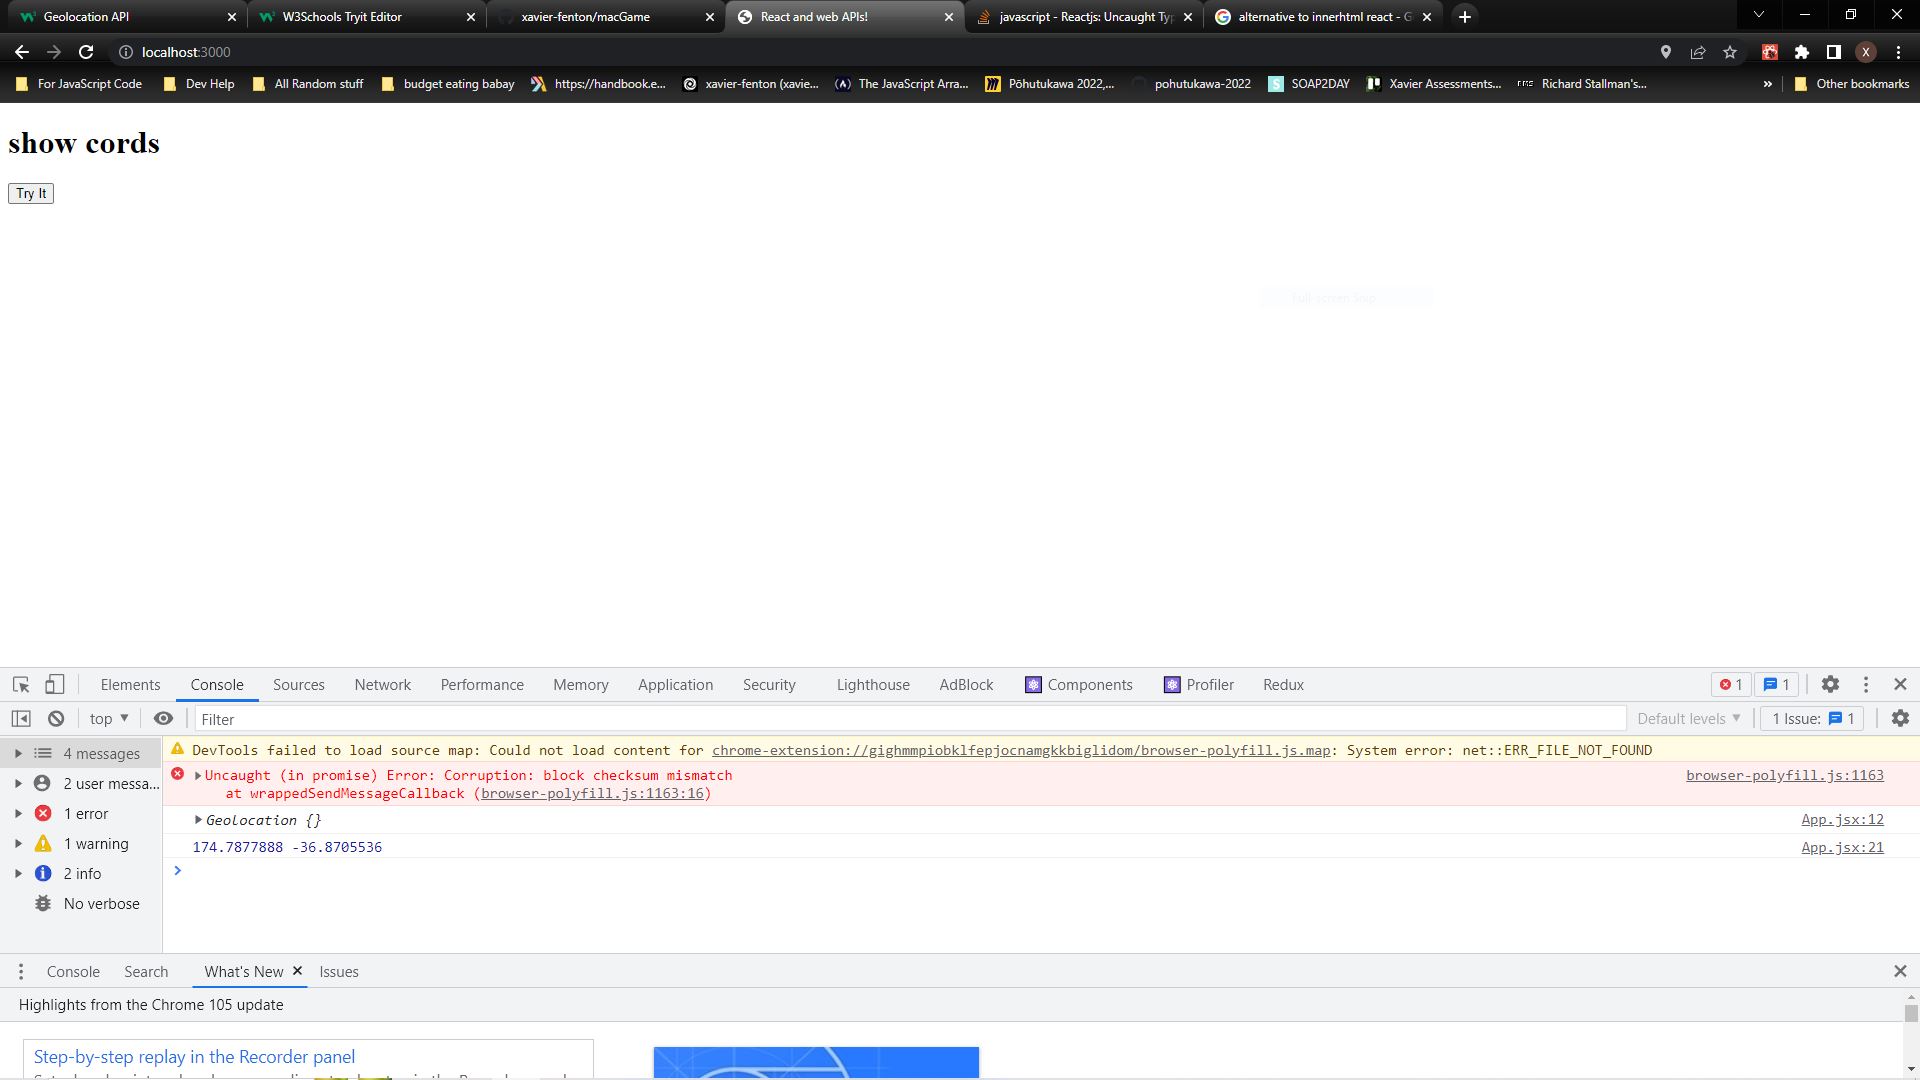 Geolocation API
W3Schools Tryit Editor
xavier-fenton/macGame
React and web APIs!
javascript - Reactjs: Uncaught Typ
alternative to innerhtml react - G
localhost:3000
X
For JavaScript Code
Dev Help
All Random stuff
budget eating babay
https://handbook.e...
xavier-fenton (xavie...
The JavaScript Arra...
Pōhutukawa 2022,...
pohutukawa-2022
SOAP2DAY
Xavier Assessments...
Richard Stallman's...
»
Other bookmarks
show cords
Try It
Elements
Console
Sources
Network
Performance
Memory
Application
Security
Lighthouse
AdBlock
Components
Profiler
Redux
1
1
top
Filter
Default levels
1 Issue: 1
4 messages
2 user messa...
1 error
1 warning
2 info
No verbose
DevTools failed to load source map: Could not load content for chrome-extension://gighmmpiobklfepjocnamgkkbiglidom/browser-polyfill.js.map: System error: net::ERR_FILE_NOT_FOUND
Uncaught (in promise) Error: Corruption: block checksum mismatch
browser-polyfill.js:1163
at wrappedSendMessageCallback (browser-polyfill.js:1163:16)
Geolocation {}
App.jsx:12
174.7877888 -36.8705536
App.jsx:21
Console
Search
What's New
Issues
Highlights from the Chrome 105 update
Step-by-step replay in the Recorder panel